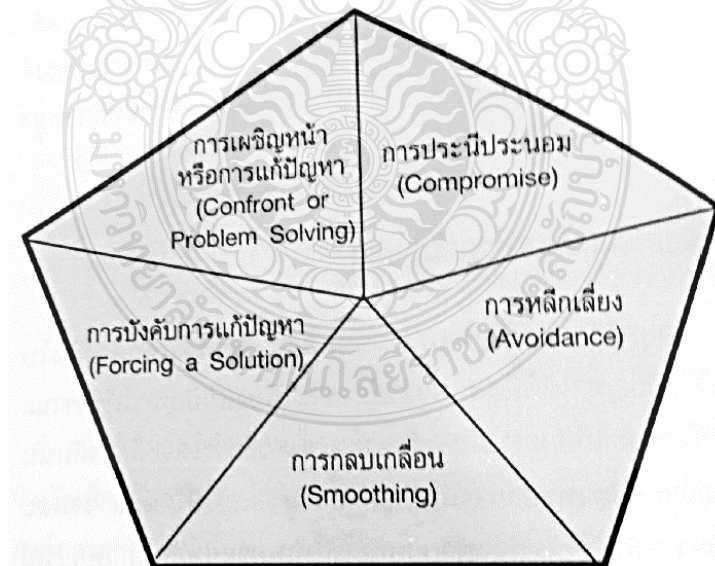 การเผชิญหน้า
หรือการแก้ปัญหา
(Confront or
Problem Solving)
การประนีประนอม
(Compromise)
การหลีกเลี่ยง
(Avoidance)
การบังคับการแก้ปัญหา
(Forcing a Solution)
การกลบเกลื่อน
(Smoothing)